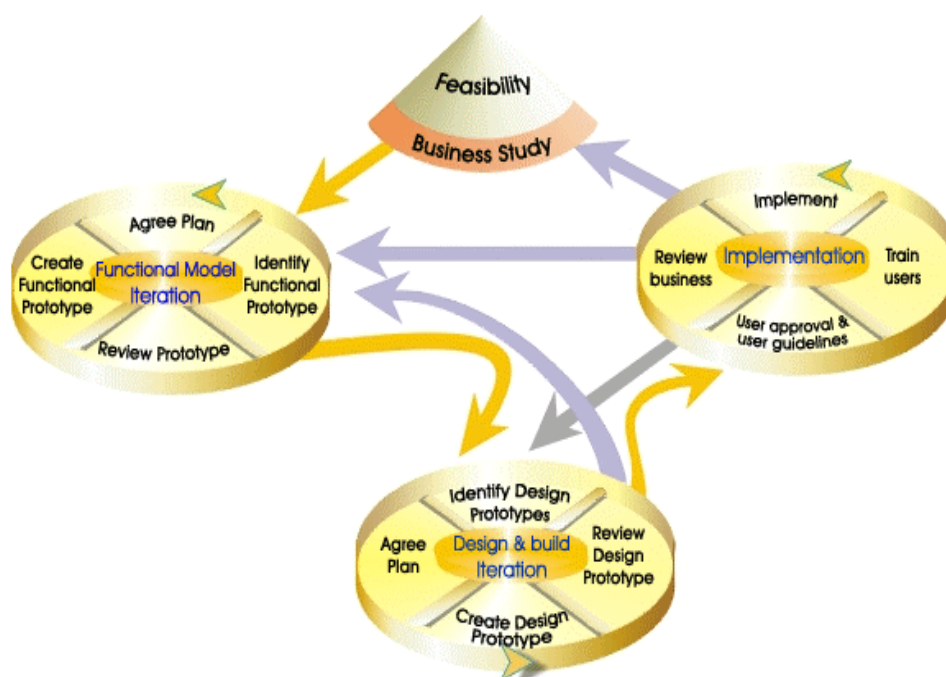 Feasibility
Business Study
Agree Plan
Create
Functional
Prototype
Functional Model
Iteration
Identify
Functional
Prototype
Review Prototype
Implement
Review
business
Implementation
Train
users
User approval &
user guidelines
Identify Design
Prototypes
Agree
Plan
Design & build
Iteration
Review
Design
Prototype
Create Design
Prototype